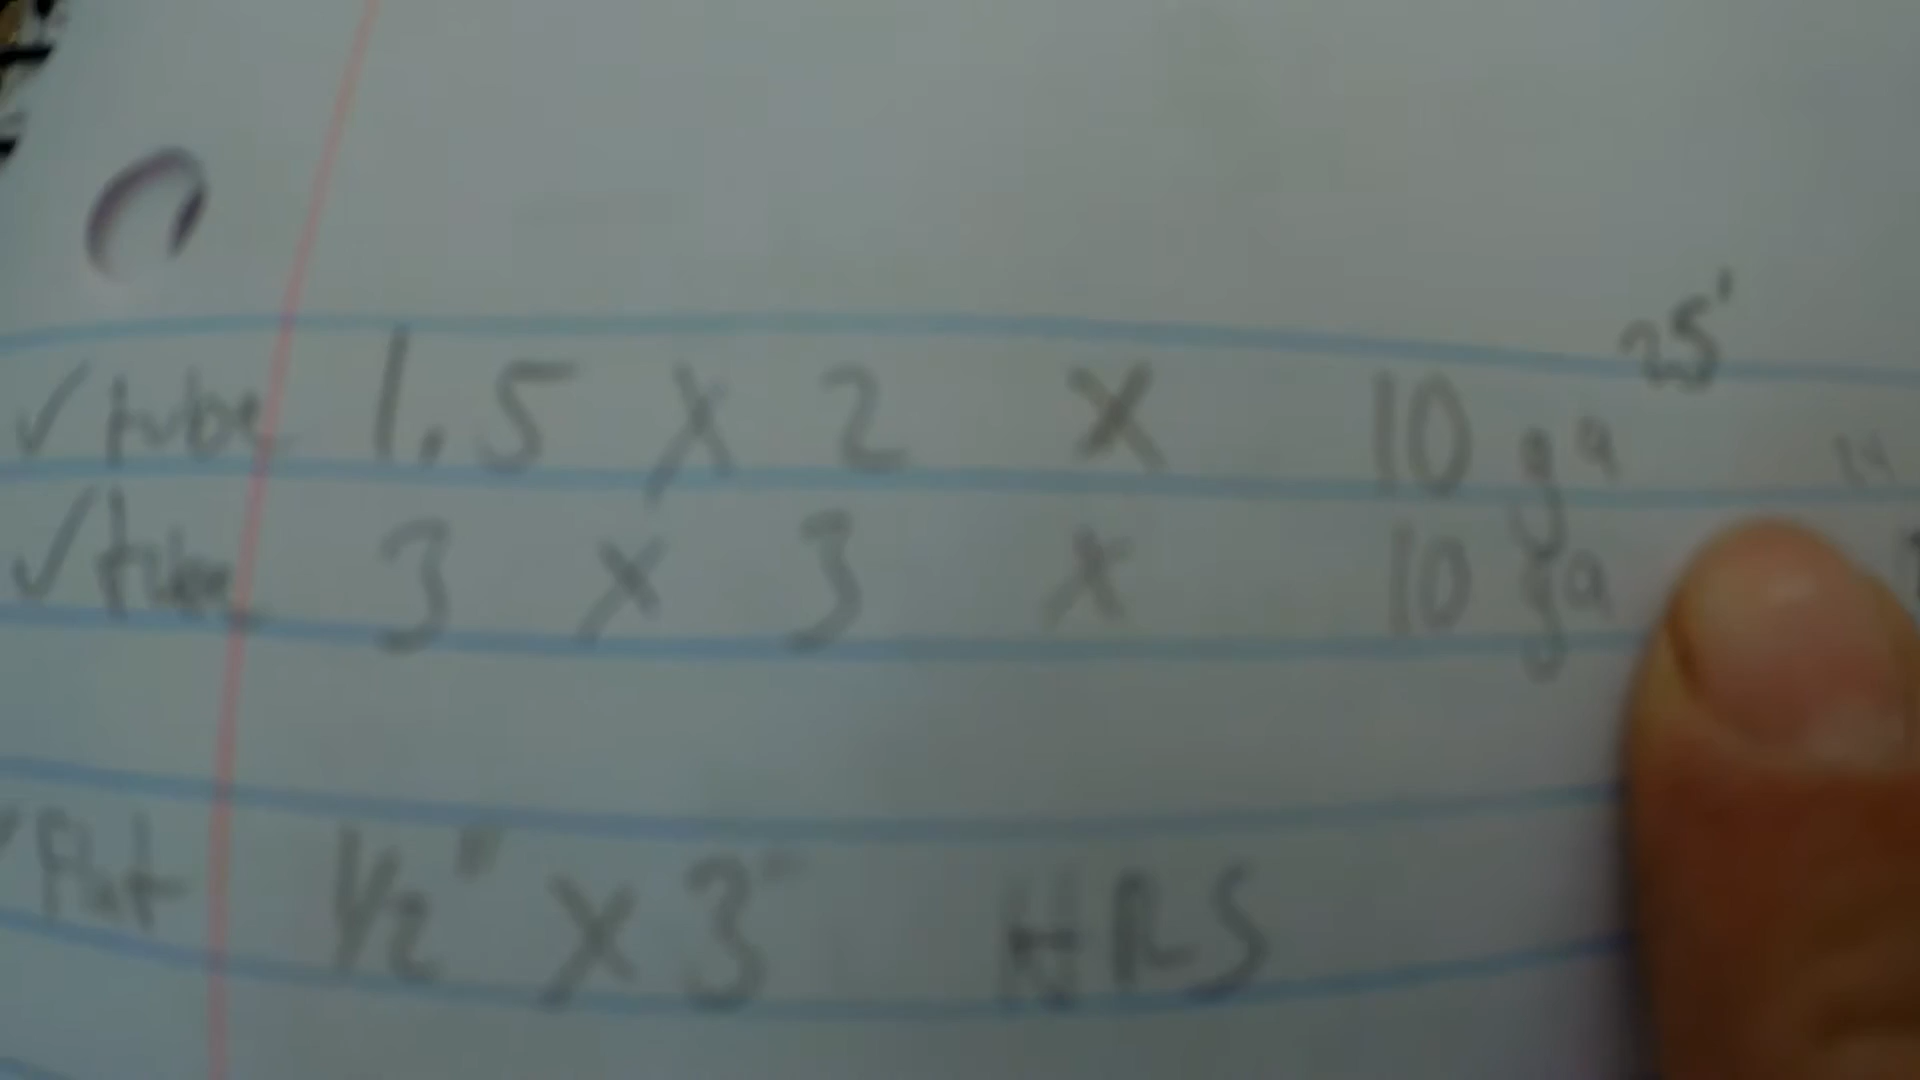 ✓ tube 1.5 x 2 x 10 ga 25'
✓ tube 3 x 3 x 10 ga
✓ Flat 1/2" x 3" HRS